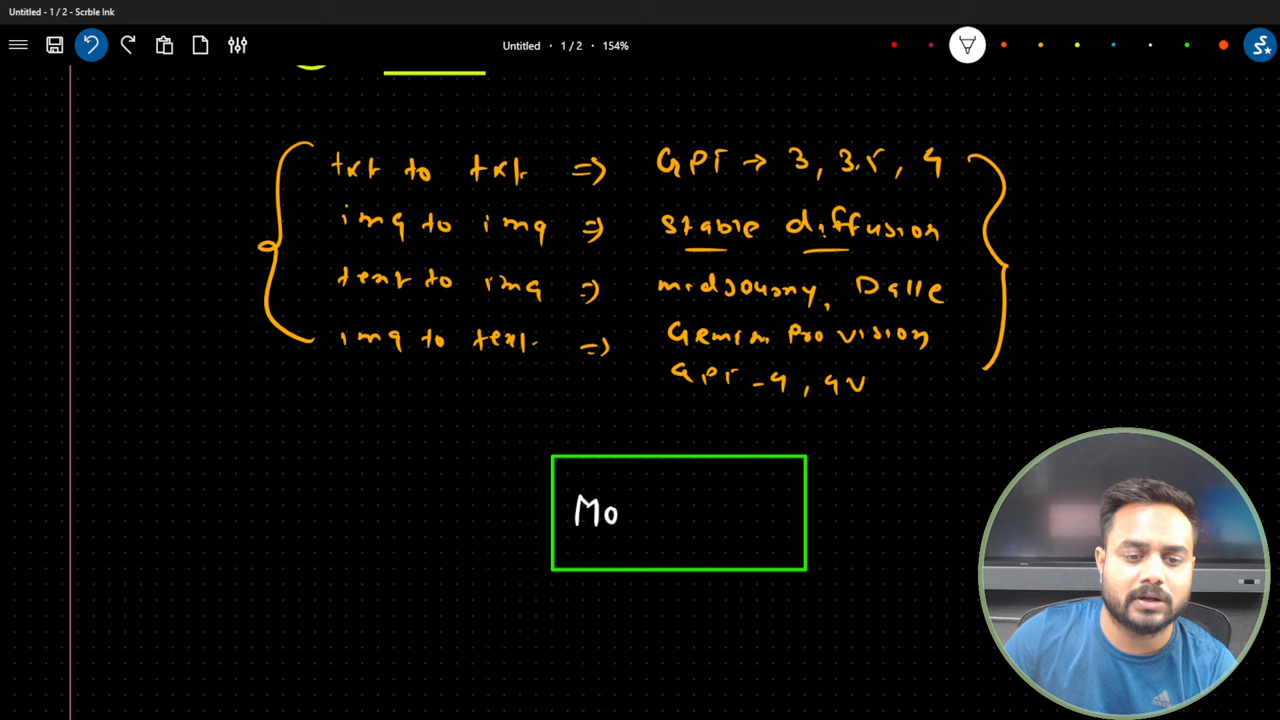 Untitled - 1 / 2 - Scrble Ink
Untitled · 1 / 2 · 154%
txt to txt => GPT → 3, 3.5, 4
img to img => stable diffusion
text to img => midjourny, Dalle
img to text => Gemini Pro vision
GPT - 4, 4V
Mo